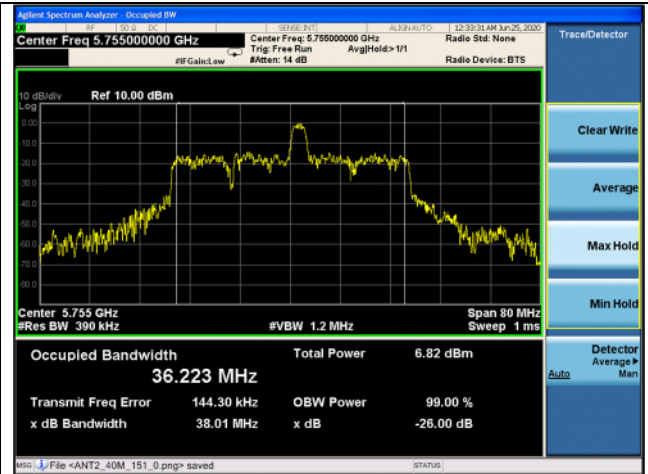 Agilent Spectrum Analyzer - Occupied BW
RF 50 Ω DC SENSE:INT ALIGNAUTO 12:33:31 AM Jun 25, 2020
Center Freq 5.755000000 GHz Center Freq: 5.755000000 GHz Radio Std: None Trace/Detector
Trig: Free Run Avg|Hold:>1/1
#IFGain:Low #Atten: 14 dB Radio Device: BTS
10 dB/div Ref 10.00 dBm
Log
0.00
-10.0
-20.0
-30.0
-40.0
-50.0
-60.0
-70.0
-80.0
Clear Write
Average
Max Hold
Min Hold
Center 5.755 GHz Span 80 MHz
#Res BW 390 kHz #VBW 1.2 MHz Sweep 1 ms
Occupied Bandwidth Total Power 6.82 dBm
36.223 MHz
Transmit Freq Error 144.30 kHz OBW Power 99.00 %
x dB Bandwidth 38.01 MHz x dB -26.00 dB
Detector
Average
Auto Man
MSG File <ANT2_40M_151_0.png> saved STATUS